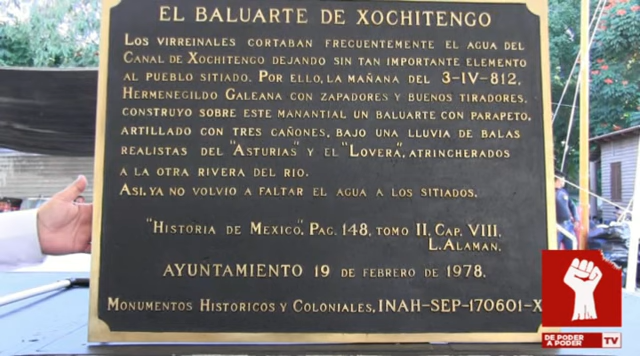 EL BALUARTE DE XOCHITENGO
LOS VIRREINALES CORTABAN FRECUENTEMENTE EL AGUA DEL
CANAL DE XOCHITENGO DEJANDO SIN TAN IMPORTANTE ELEMENTO
AL PUEBLO SITIADO. POR ELLO, LA MAÑANA DEL 3-IV-812,
HERMENEGILDO GALEANA CON ZAPADORES Y BUENOS TIRADORES,
CONSTRUYO SOBRE ESTE MANANTIAL UN BALUARTE CON PARAPETO,
ARTILLADO CON TRES CAÑONES, BAJO UNA LLUVIA DE BALAS
REALISTAS DEL "ASTURIAS" Y EL "LOVERA", ATRINCHERADOS
A LA OTRA RIVERA DEL RIO.
ASI, YA NO VOLVIO A FALTAR EL AGUA A LOS SITIADOS.
"HISTORIA DE MEXICO", PAG. 148, TOMO II, CAP. VIII,
L. ALAMAN.
AYUNTAMIENTO 19 DE FEBRERO DE 1978.
MONUMENTOS HISTORICOS Y COLONIALES, INAH-SEP-170601-X
DE PODER
A PODER
TV